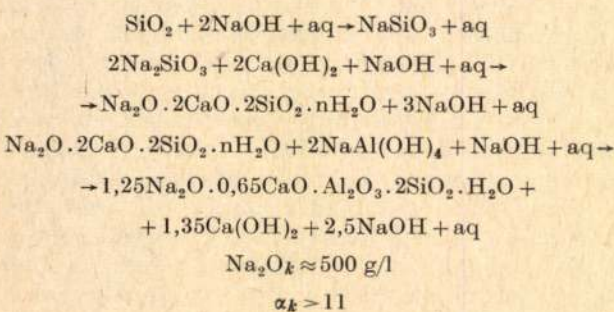 SiO₂ + 2NaOH + aq → NaSiO₃ + aq
2Na₂SiO₃ + 2Ca(OH)₂ + NaOH + aq →
→ Na₂O . 2CaO . 2SiO₂ . nH₂O + 3NaOH + aq
Na₂O . 2CaO . 2SiO₂ . nH₂O + 2NaAl(OH)₄ + NaOH + aq →
→ 1,25Na₂O . 0,65CaO . Al₂O₃ . 2SiO₂ . H₂O +
+ 1,35Ca(OH)₂ + 2,5NaOH + aq
Na₂Oₖ ≈ 500 g/l
αₖ > 11